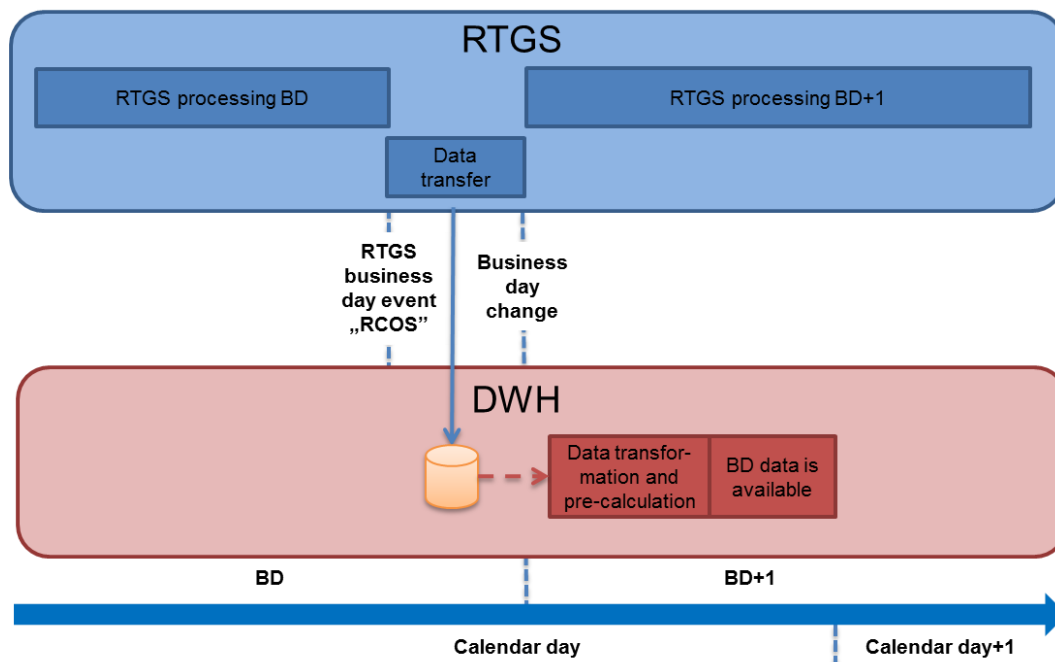 RTGS
RTGS processing BD
RTGS processing BD+1
Data
transfer
RTGS
business
day event
„RCOS”
Business
day
change
DWH
Data transfor-
mation and
pre-calculation
BD data is
available
BD
BD+1
Calendar day
Calendar day+1